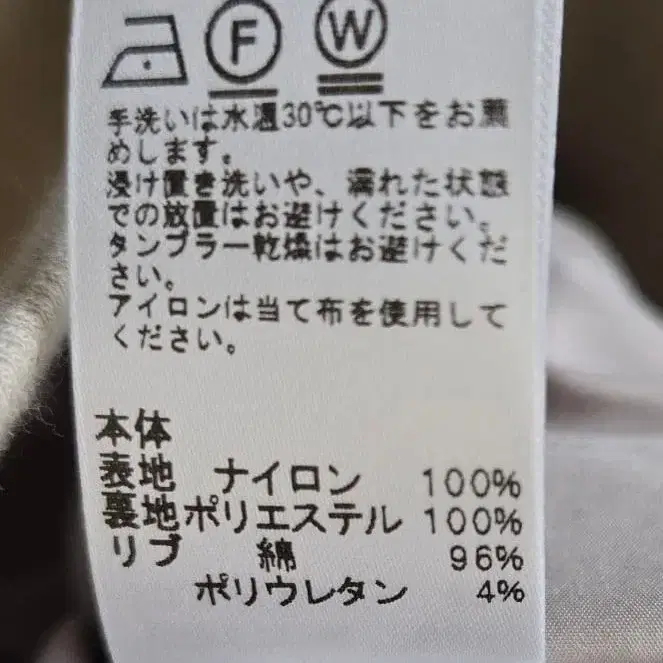 F W
手洗いは水温30℃以下をお願
めします。
浸け置き洗いや、濡れた状態
での放置はお避けください。
タンブラー乾燥はお避けくだ
さい。
アイロンは当て布を使用して
ください。
本体
表地 ナイロン 100%
裏地 ポリエステル 100%
リブ 綿 96%
ポリウレタン 4%